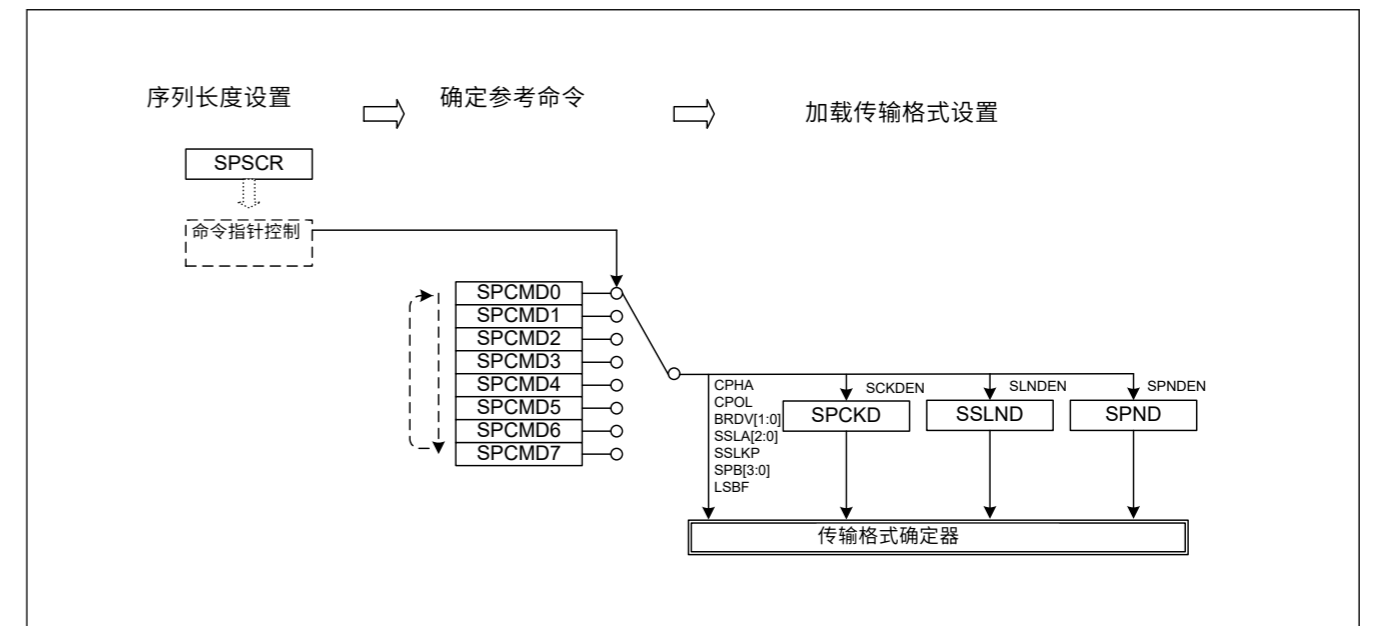 序列长度设置
确定参考命令
加载传输格式设置
SPSCR
命令指针控制
SPCMD0
SPCMD1
SPCMD2
SPCMD3
SPCMD4
SPCMD5
SPCMD6
SPCMD7
CPHA
CPOL
BRDV[1:0]
SSLA[2:0]
SSLKP
SPB[3:0]
LSBF
SCKDEN
SPCKD
SLNDEN
SSLND
SPNDEN
SPND
传输格式确定器